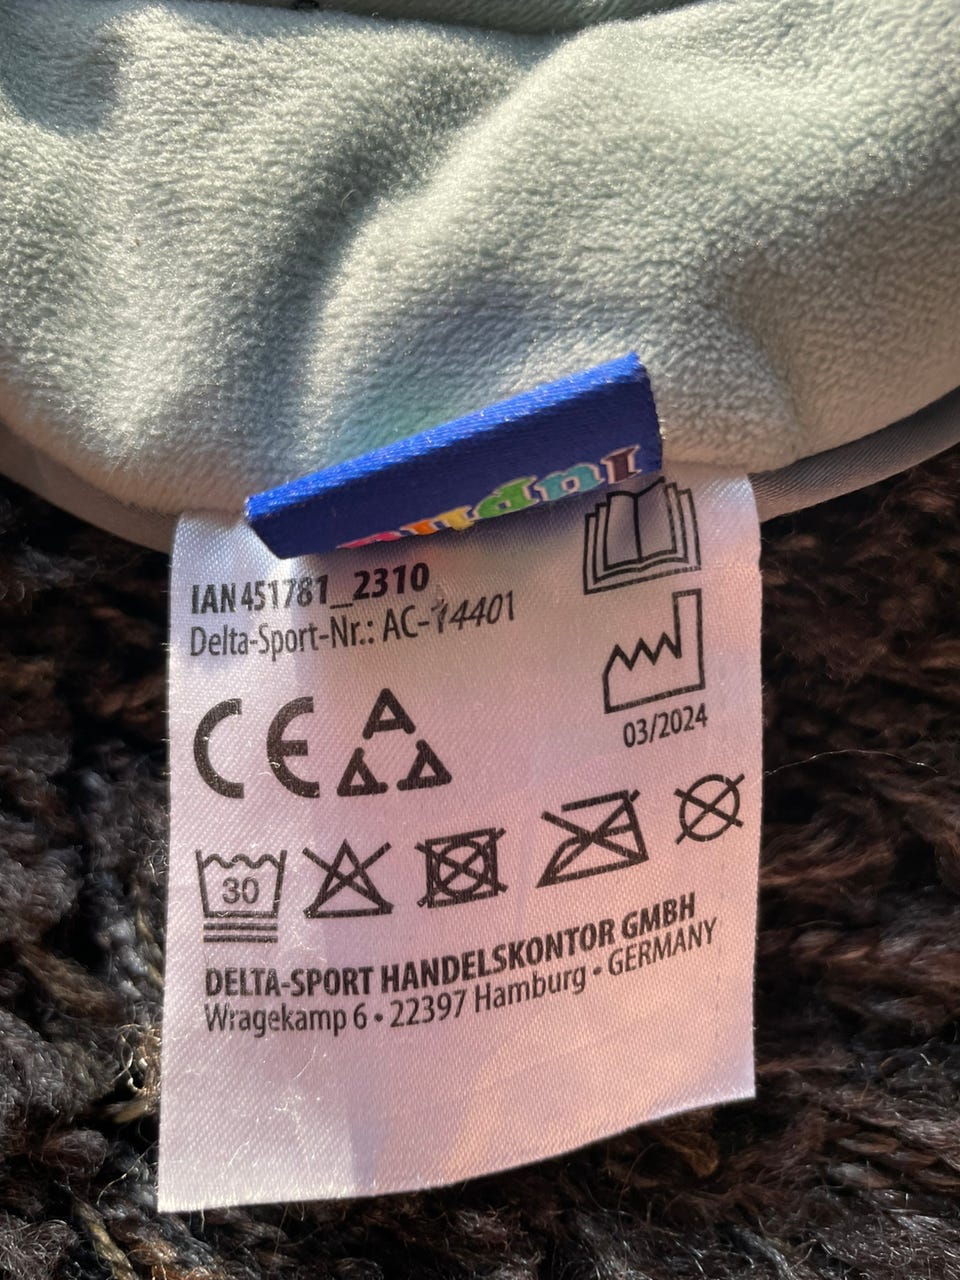 IAN 451781_2310
Delta-Sport-Nr.: AC-14401
CE
03/2024
30
DELTA-SPORT HANDELSKONTOR GMBH
Wragekamp 6 • 22397 Hamburg • GERMANY